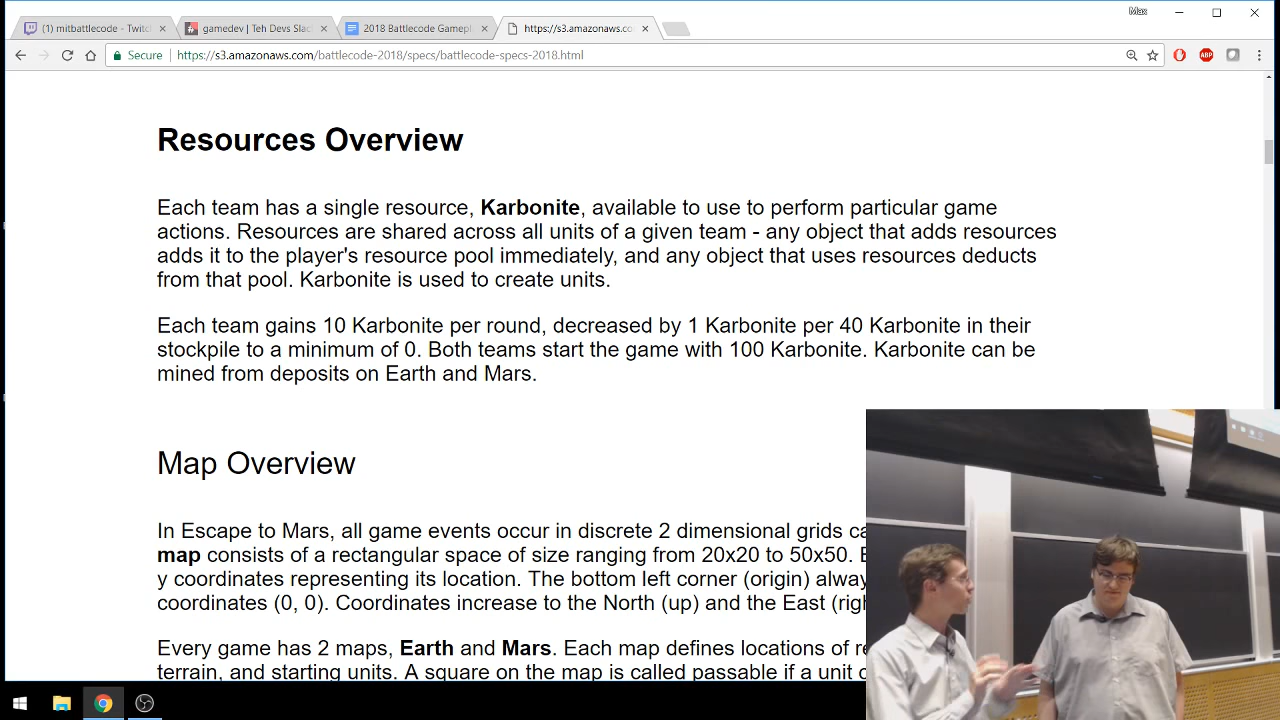 Max
(1) mitbattlecode - Twitch
gamedev | Teh Devs Slac
2018 Battlecode Gamepl
https://s3.amazonaws.co
Secure
https://s3.amazonaws.com/battlecode-2018/specs/battlecode-specs-2018.html
ABP
Resources Overview
Each team has a single resource, Karbonite, available to use to perform particular game
actions. Resources are shared across all units of a given team - any object that adds resources
adds it to the player's resource pool immediately, and any object that uses resources deducts
from that pool. Karbonite is used to create units.
Each team gains 10 Karbonite per round, decreased by 1 Karbonite per 40 Karbonite in their
stockpile to a minimum of 0. Both teams start the game with 100 Karbonite. Karbonite can be
mined from deposits on Earth and Mars.
Map Overview
In Escape to Mars, all game events occur in discrete 2 dimensional grids ca
map consists of a rectangular space of size ranging from 20x20 to 50x50. E
y coordinates representing its location. The bottom left corner (origin) alway
coordinates (0, 0). Coordinates increase to the North (up) and the East (righ
Every game has 2 maps, Earth and Mars. Each map defines locations of re
terrain, and starting units. A square on the map is called passable if a unit c